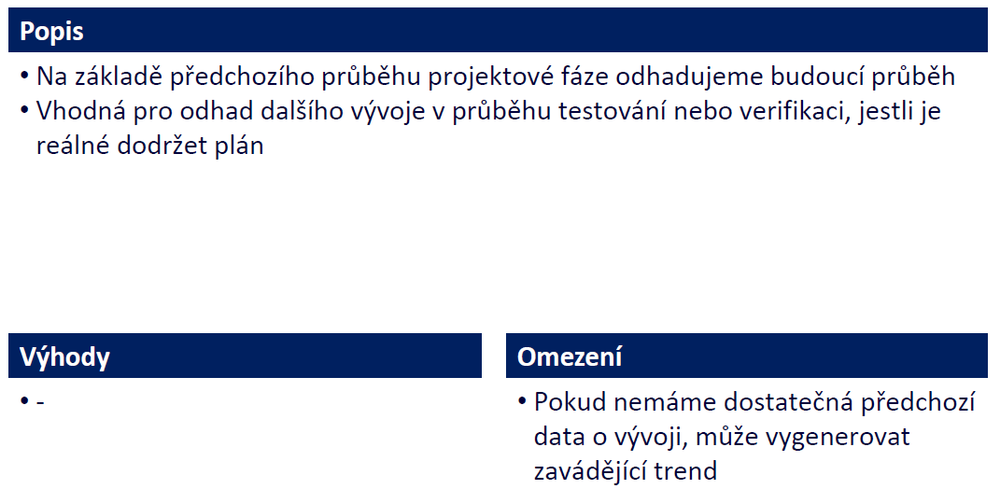 Popis
• Na základě předchozího průběhu projektové fáze odhadujeme budoucí průběh
• Vhodná pro odhad dalšího vývoje v průběhu testování nebo verifikaci, jestli je
reálné dodržet plán
Výhody
• -
Omezení
• Pokud nemáme dostatečná předchozí
data o vývoji, může vygenerovat
zavádějící trend